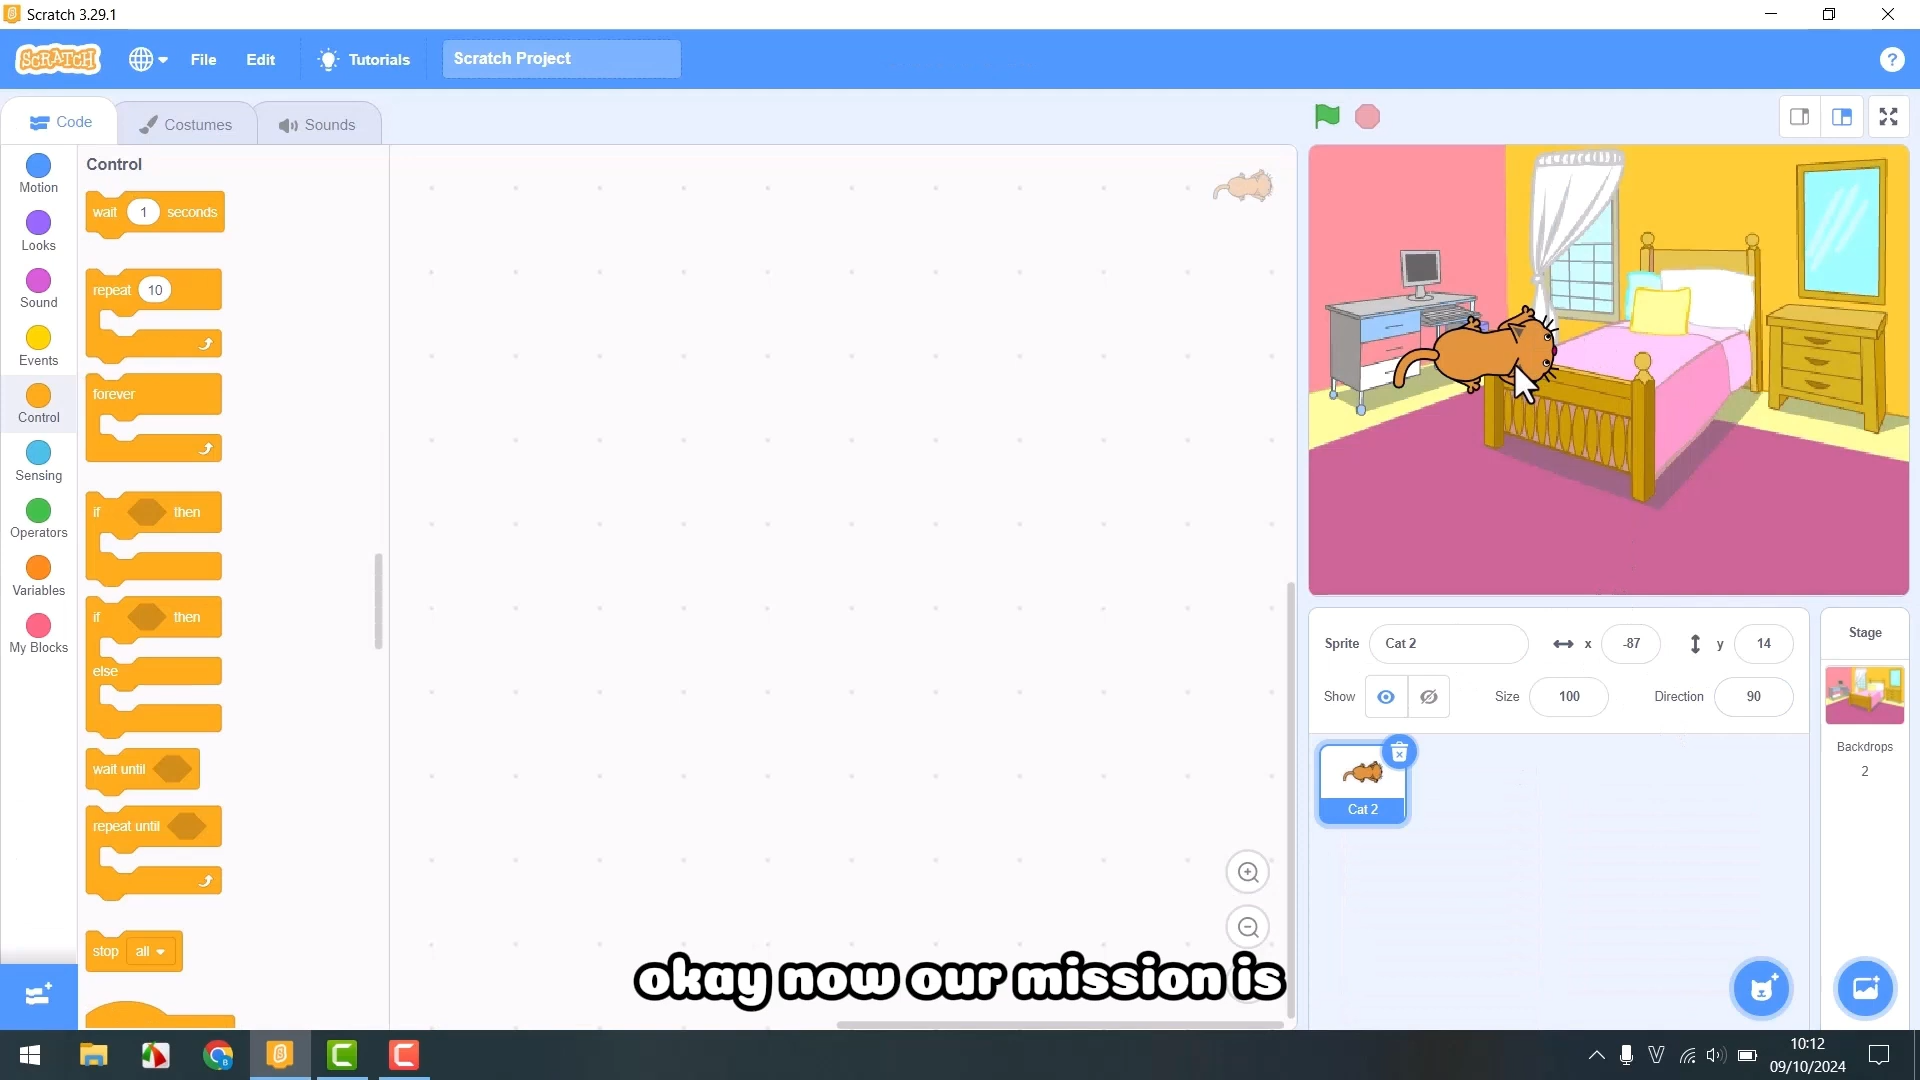 Scratch 3.29.1
SCRATCH
File
Edit
Tutorials
Scratch Project
?
Code
Costumes
Sounds
Motion
Looks
Sound
Events
Control
Sensing
Operators
Variables
My Blocks
Control
wait 1 seconds
repeat 10
forever
if then
if then
else
wait until
repeat until
stop all
okay now our mission is
Sprite Cat 2 x -87 y 14
Show Size 100 Direction 90
Cat 2
Stage
Backdrops
2
10:12
09/10/2024